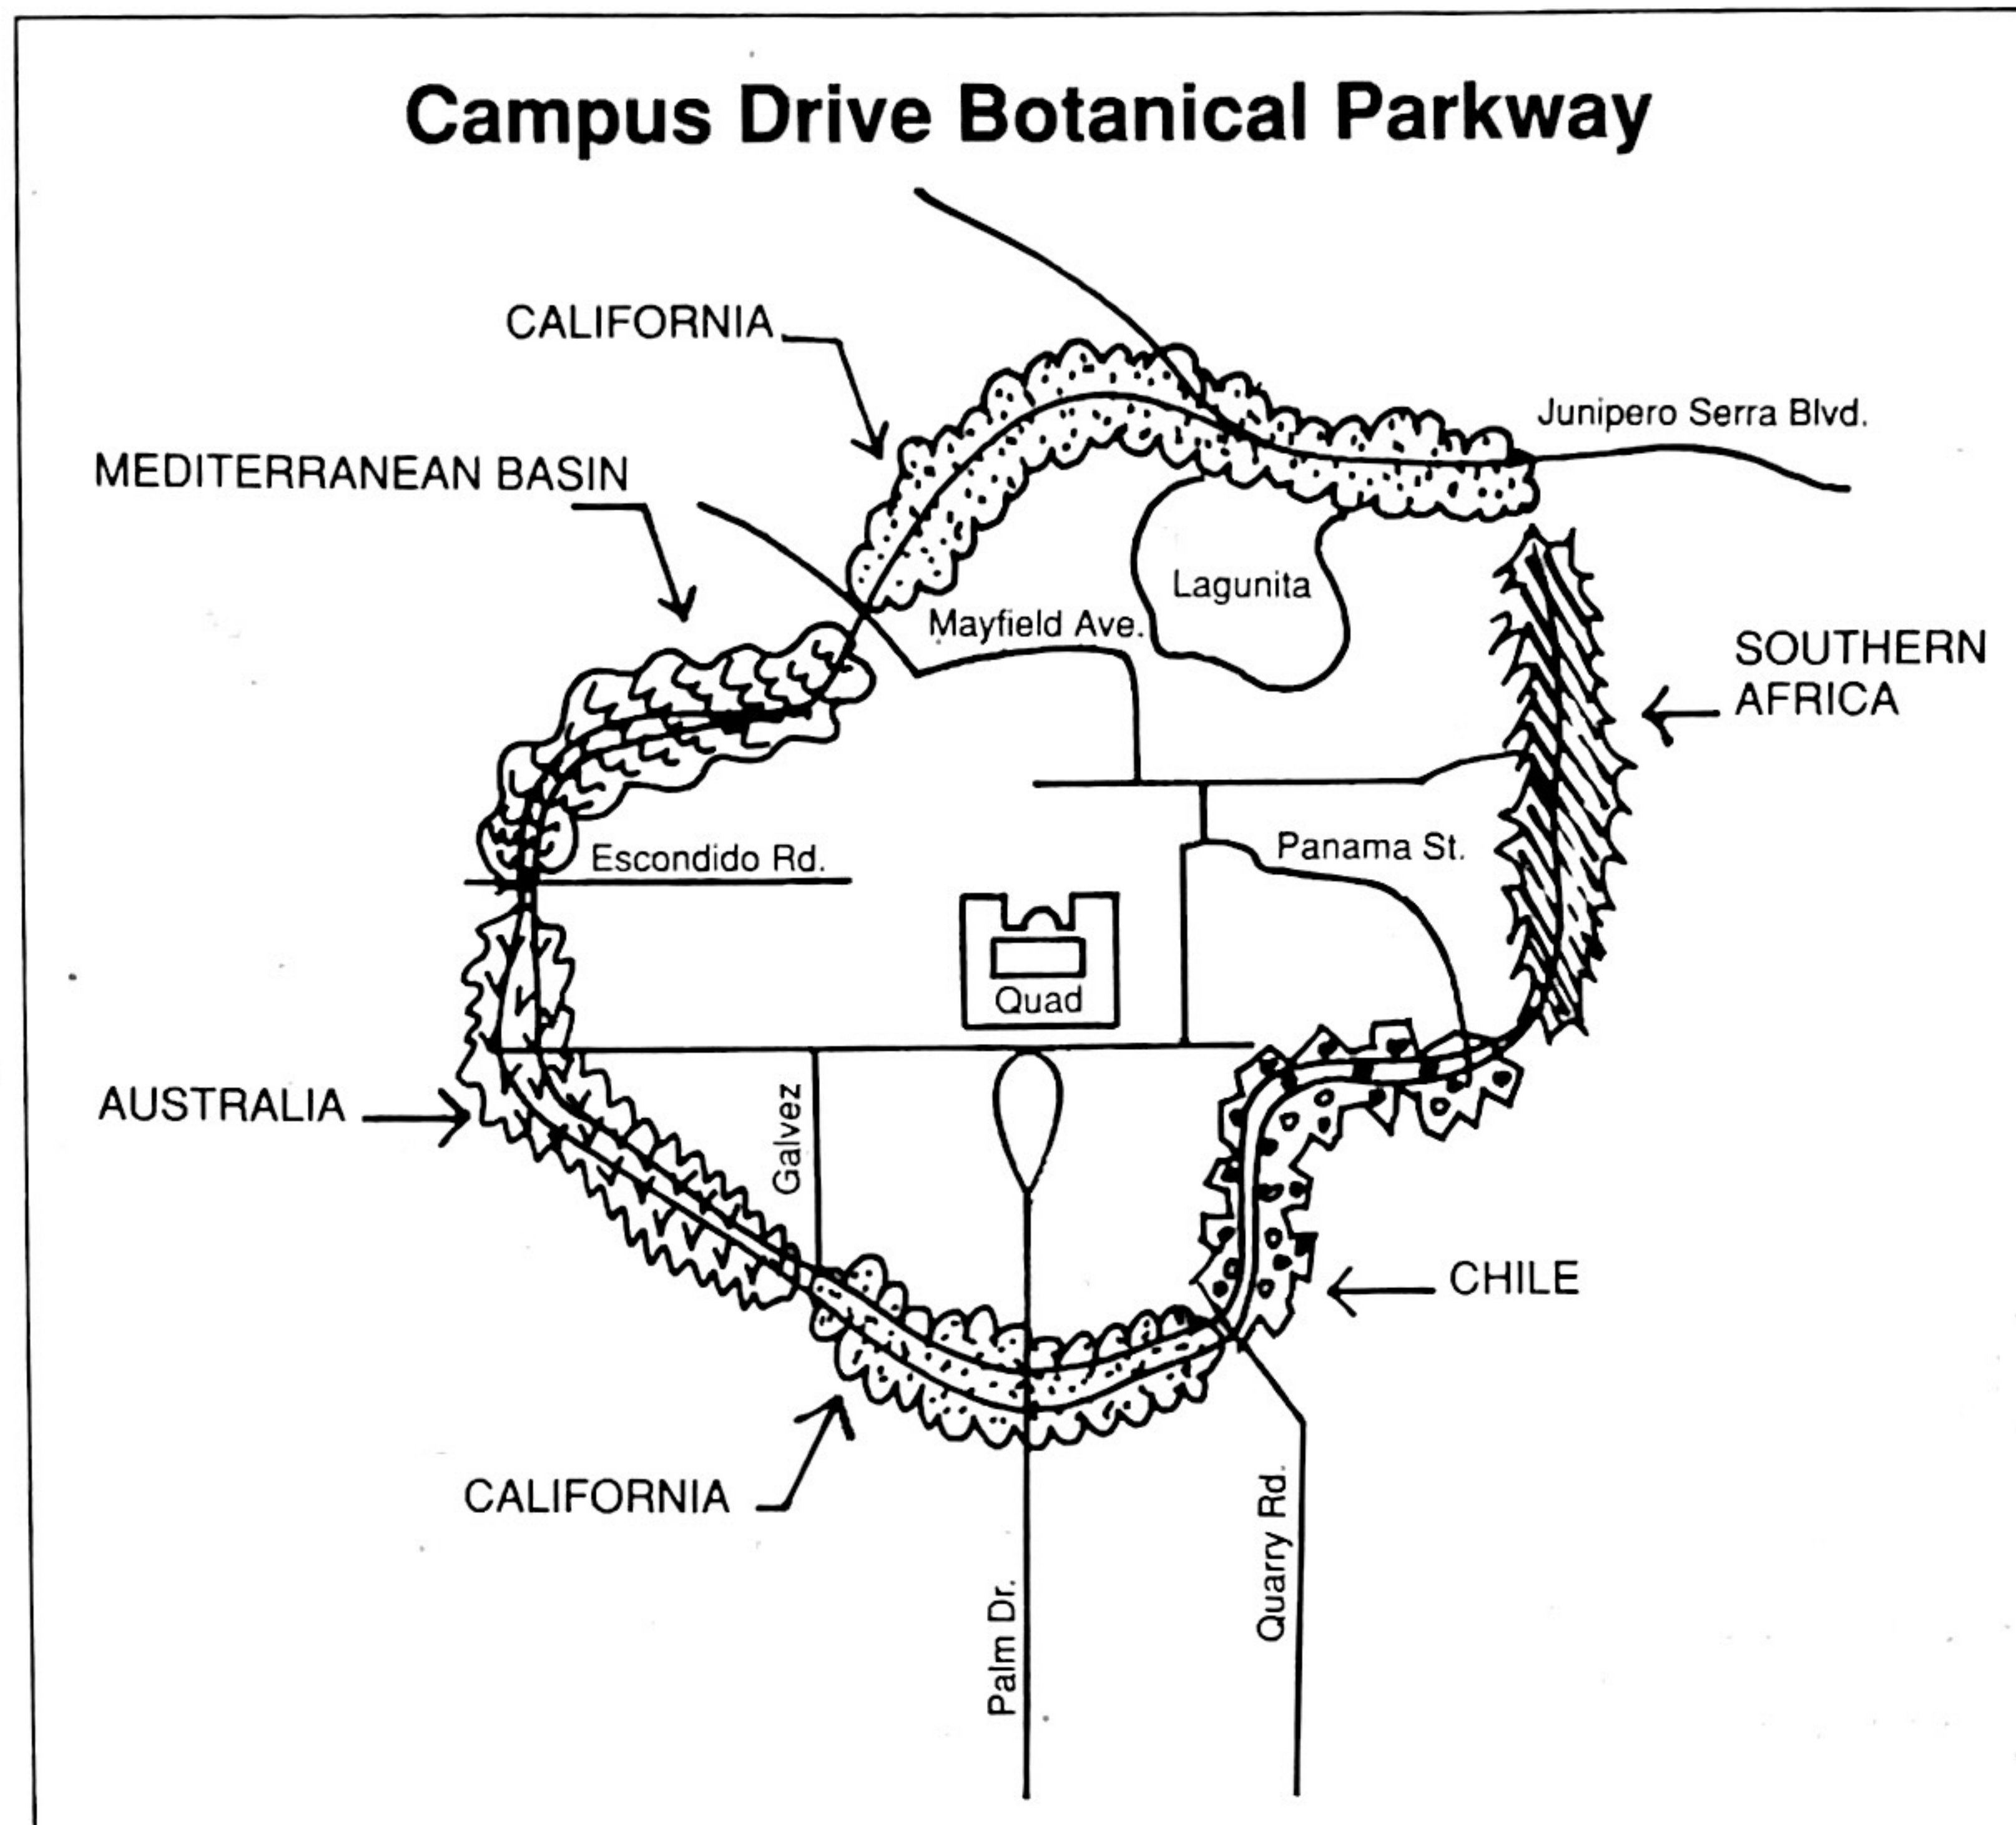 Campus Drive Botanical Parkway
CALIFORNIA
Junipero Serra Blvd.
MEDITERRANEAN BASIN
Lagunita
Mayfield Ave.
SOUTHERN
AFRICA
Panama St.
Escondido Rd.
Quad
AUSTRALIA
Galvez
CHILE
CALIFORNIA
Quarry Rd.
Palm Dr.